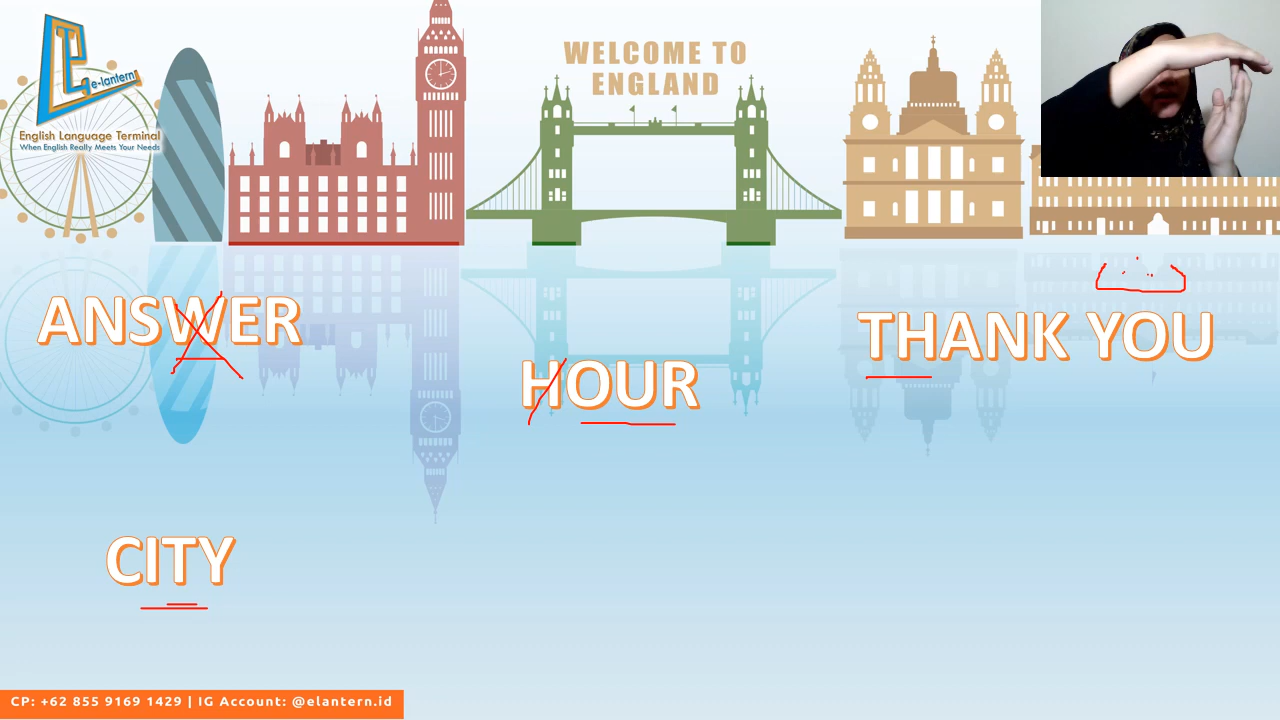 e-lantern
English Language Terminal
When English Really Meets Your Needs
WELCOME TO
ENGLAND
ANSWER
HOUR
THANK YOU
CITY
CP: +62 855 9169 1429 | IG Account: @elantern.id